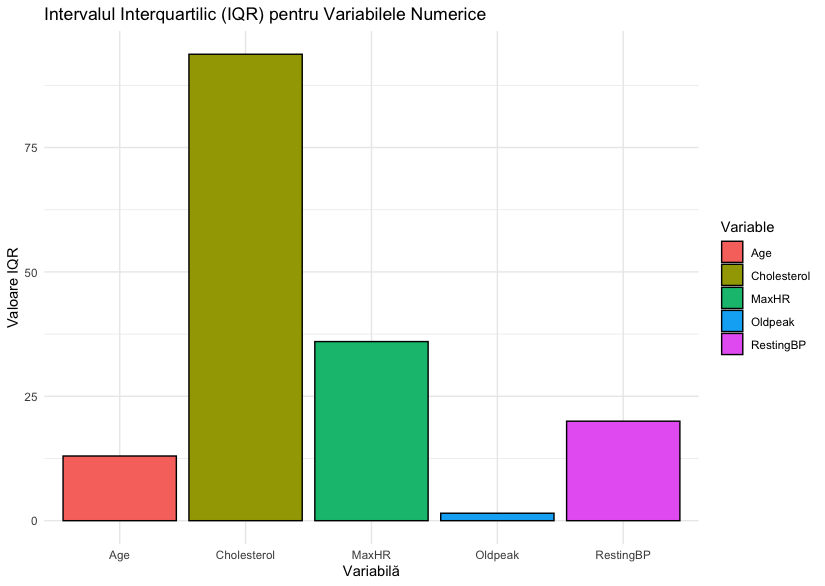 Intervalul Interquartilic (IQR) pentru Variabilele Numerice
Valoare IQR
75
50
25
0
Age Cholesterol MaxHR Oldpeak RestingBP
Variabilă
Variable
Age
Cholesterol
MaxHR
Oldpeak
RestingBP